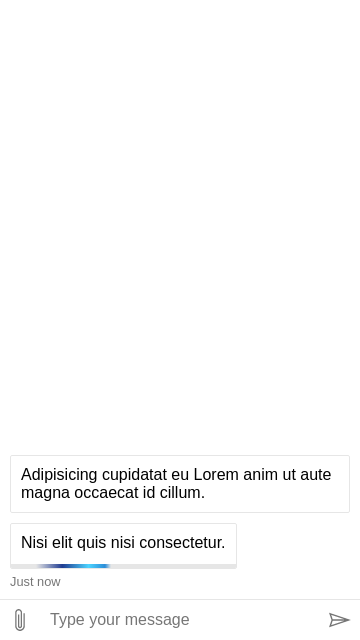 Adipisicing cupidatat eu Lorem anim ut aute
magna occaecat id cillum.
Nisi elit quis nisi consectetur.
Just now
Type your message